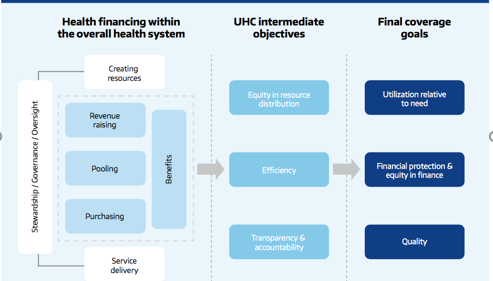 Health financing within
the overall health system
UHC intermediate
objectives
Final coverage
goals
Stewardship / Governance / Oversight
Creating
resources
Revenue
raising
Pooling
Purchasing
Benefits
Service
delivery
Equity in resource
distribution
Efficiency
Transparency &
accountability
Utilization relative
to need
Financial protection &
equity in finance
Quality